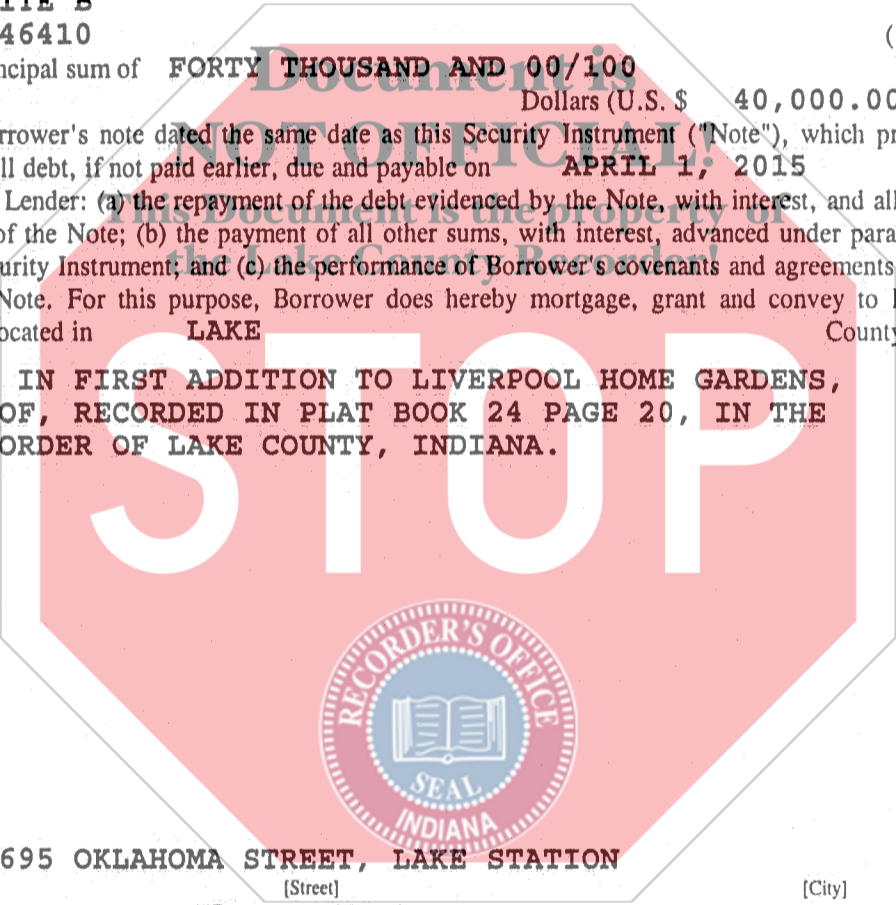 46410 (
ncipal sum of FORTY THOUSAND AND 00/100
Dollars (U.S. $ 40,000.00
rrower's note dated the same date as this Security Instrument ("Note"), which pr
ll debt, if not paid earlier, due and payable on APRIL 1, 2015
Lender: (a) the repayment of the debt evidenced by the Note, with interest, and all
of the Note; (b) the payment of all other sums, with interest, advanced under para
urity Instrument; and (c) the performance of Borrower's covenants and agreements
Note. For this purpose, Borrower does hereby mortgage, grant and convey to
ocated in LAKE County
IN FIRST ADDITION TO LIVERPOOL HOME GARDENS,
OF, RECORDED IN PLAT BOOK 24 PAGE 20, IN THE
ORDER OF LAKE COUNTY, INDIANA.
Document is
NOT OFFICIAL!
This Document is the property of
the Lake County Recorder!
STOP
RECORDER'S OFFICE
SEAL
INDIANA
695 OKLAHOMA STREET, LAKE STATION
[Street] [City]